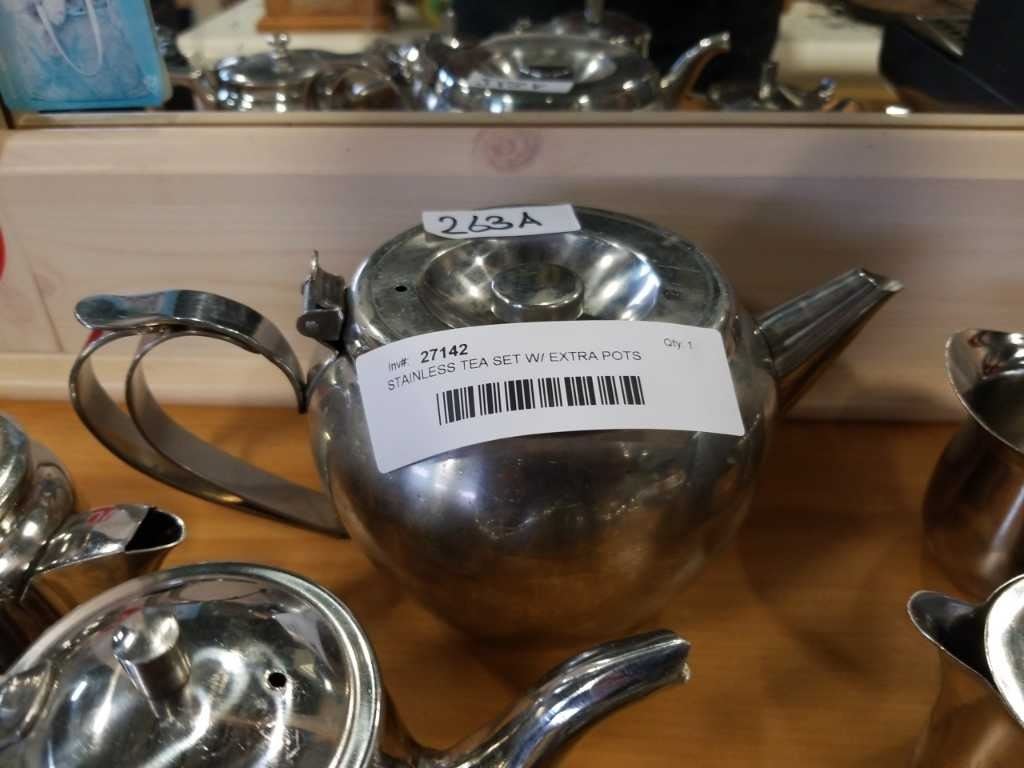 263A
Inv#: 27142 Qty: 1
STAINLESS TEA SET W/ EXTRA POTS